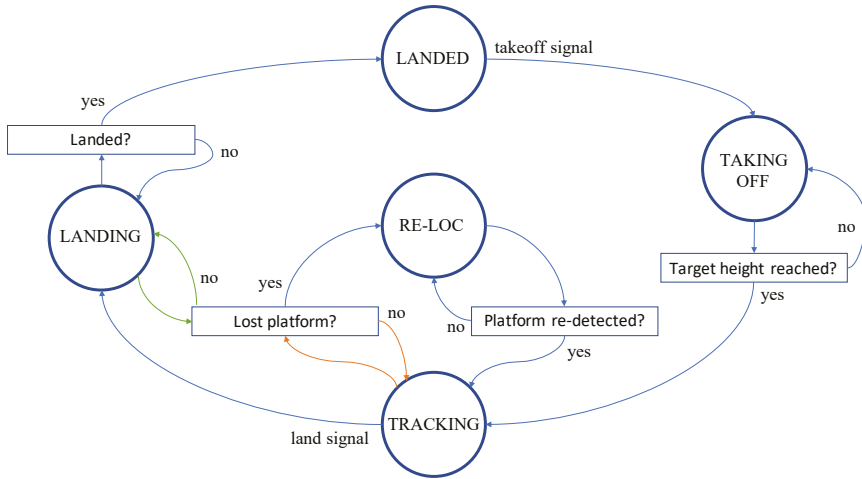 LANDED
takeoff signal
yes
Landed?
no
TAKING
OFF
LANDING
RE-LOC
no
no
yes
Target height reached?
yes
Lost platform?
no
no
Platform re-detected?
yes
TRACKING
land signal